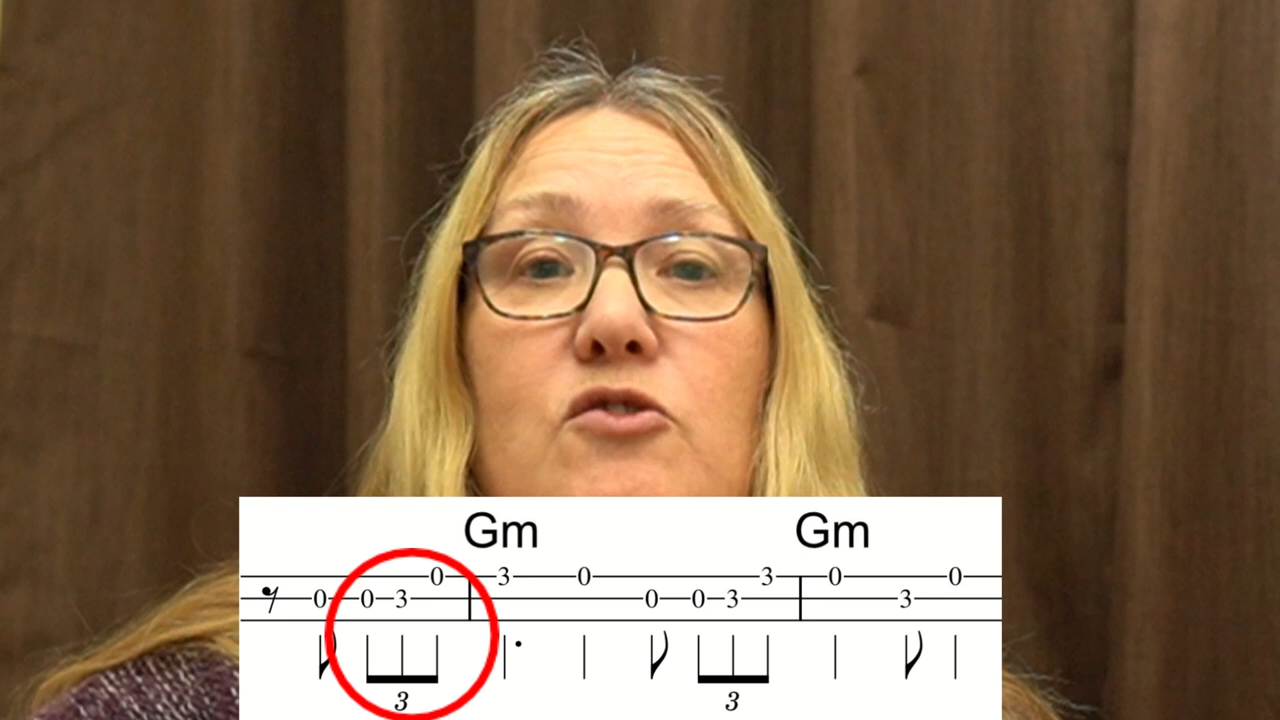 Gm Gm
0 3 0 3 0 0
0 0 3 0 0 3 3
3 3